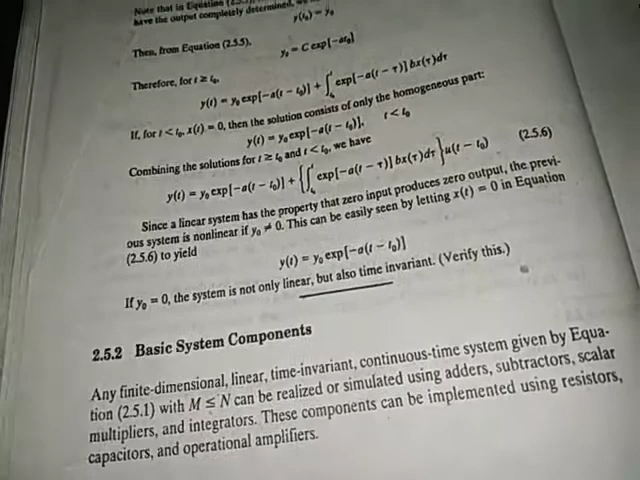 Note that in Equation (2.5.5),
have the output completely determined,
y(t₀) = y₀
Then, from Equation (2.5.5),
y₀ = C exp[−at₀]
Therefore, for t ≥ t₀,
y(t) = y₀ exp[−a(t − t₀)] + ∫ₜ₀ᵗ exp[−a(t − τ)] bx(τ)dτ
If, for t < t₀, x(t) = 0, then the solution consists of only the homogeneous part:
y(t) = y₀ exp[−a(t − t₀)], t < t₀
Combining the solutions for t ≥ t₀ and t < t₀, we have
y(t) = y₀ exp[−a(t − t₀)] + {∫ₜ₀ᵗ exp[−a(t − τ)] bx(τ)dτ}u(t − t₀) (2.5.6)
Since a linear system has the property that zero input produces zero output, the previ-
ous system is nonlinear if y₀ ≠ 0. This can be easily seen by letting x(t) = 0 in Equation
(2.5.6) to yield
y(t) = y₀ exp[−a(t − t₀)]
If y₀ = 0, the system is not only linear, but also time invariant. (Verify this.)
2.5.2 Basic System Components
Any finite-dimensional, linear, time-invariant, continuous-time system given by Equa-
tion (2.5.1) with M ≤ N can be realized or simulated using adders, subtractors, scalar
multipliers, and integrators. These components can be implemented using resistors,
capacitors, and operational amplifiers.